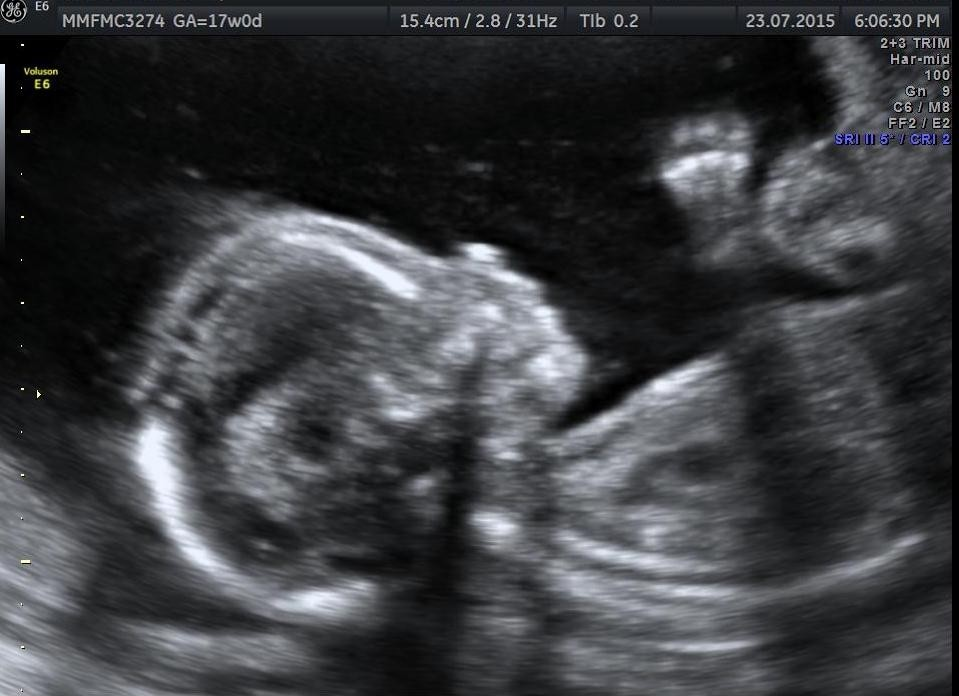 GE E6
MMFMC3274 GA=17w0d 15.4cm / 2.8 / 31Hz TIb 0.2 23.07.2015 6:06:30 PM
2+3 TRIM
Har-mid
100
Gn 9
C6 / M8
FF2 / E2
SRI II 5 / CRI 2
Voluson
E6